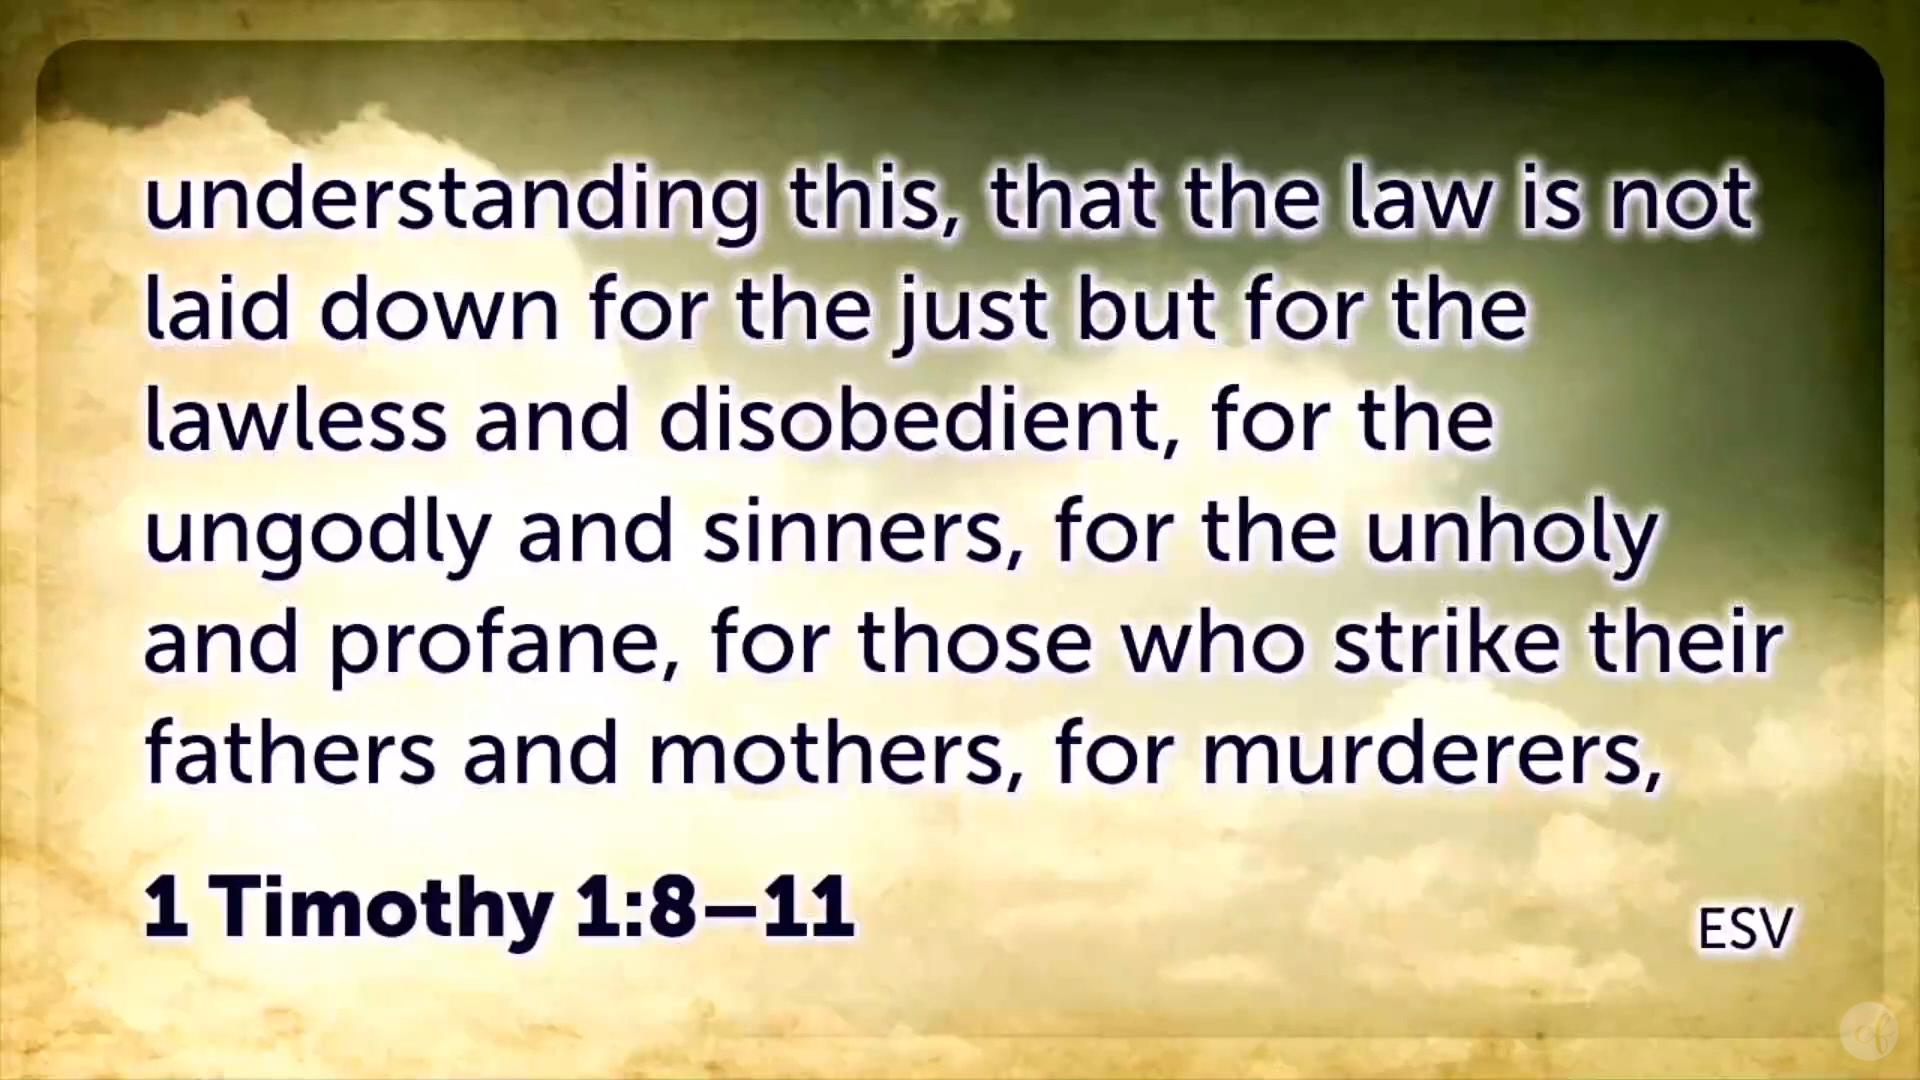 understanding this, that the law is not
laid down for the just but for the
lawless and disobedient, for the
ungodly and sinners, for the unholy
and profane, for those who strike their
fathers and mothers, for murderers,
1 Timothy 1:8–11
ESV